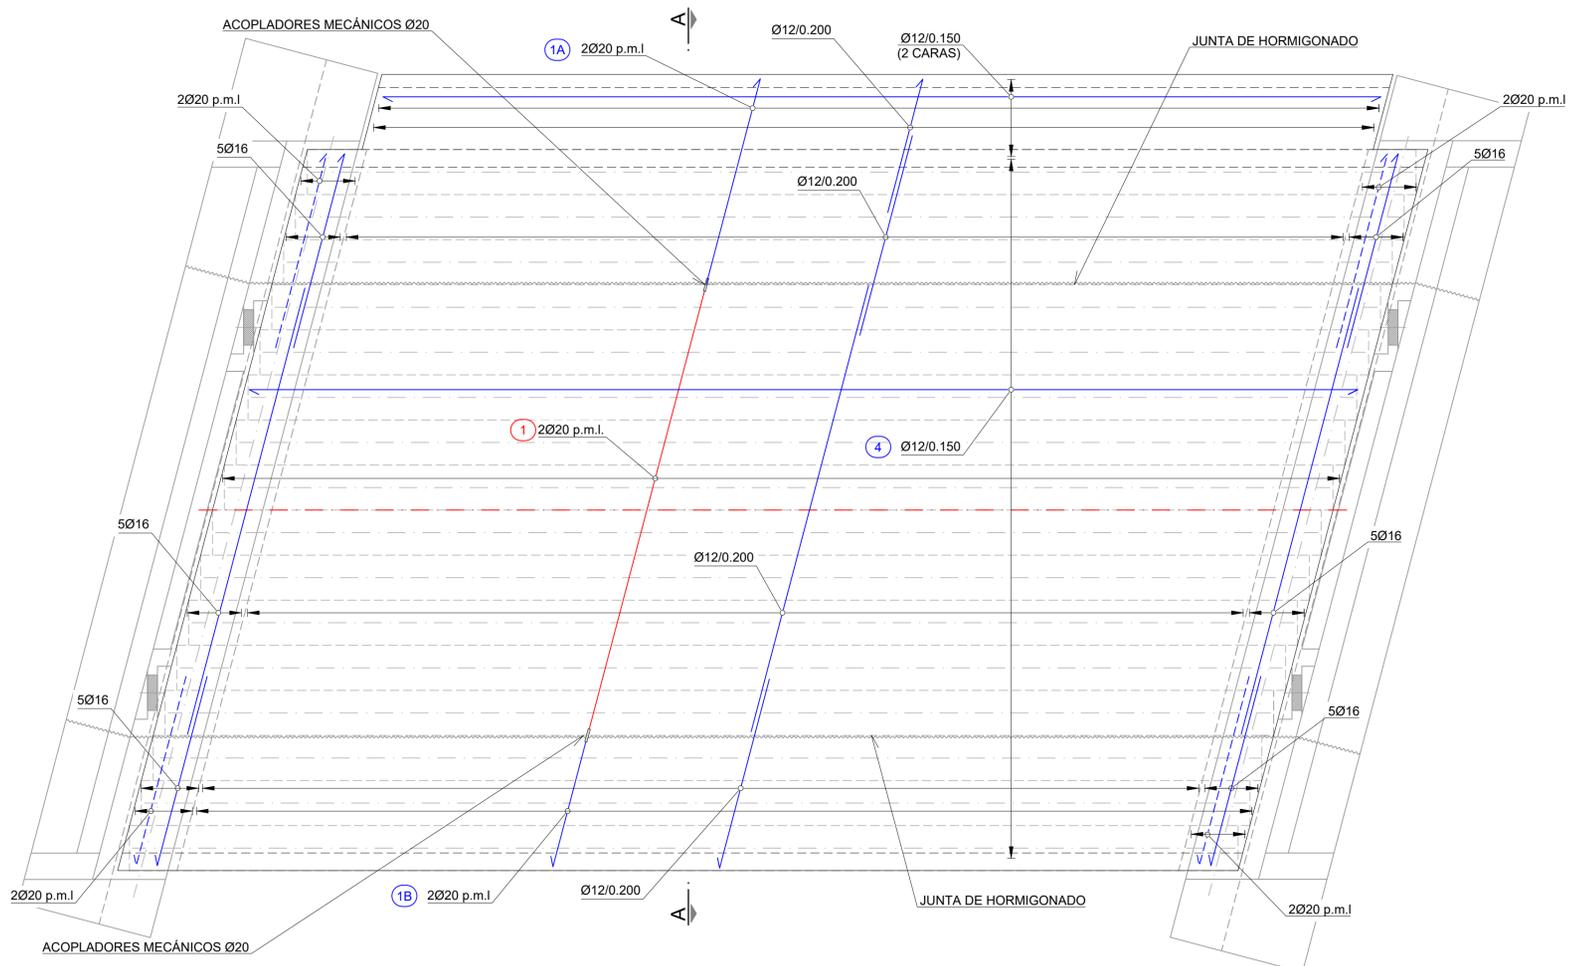 ACOPLADORES MECÁNICOS Ø20
A
1A
2Ø20 p.m.l
Ø12/0.200
Ø12/0.150
(2 CARAS)
JUNTA DE HORMIGONADO
2Ø20 p.m.l
2Ø20 p.m.l
5Ø16
5Ø16
Ø12/0.200
1
2Ø20 p.m.l.
4
Ø12/0.150
5Ø16
5Ø16
Ø12/0.200
5Ø16
5Ø16
2Ø20 p.m.l
1B
2Ø20 p.m.l
Ø12/0.200
A
JUNTA DE HORMIGONADO
2Ø20 p.m.l
ACOPLADORES MECÁNICOS Ø20